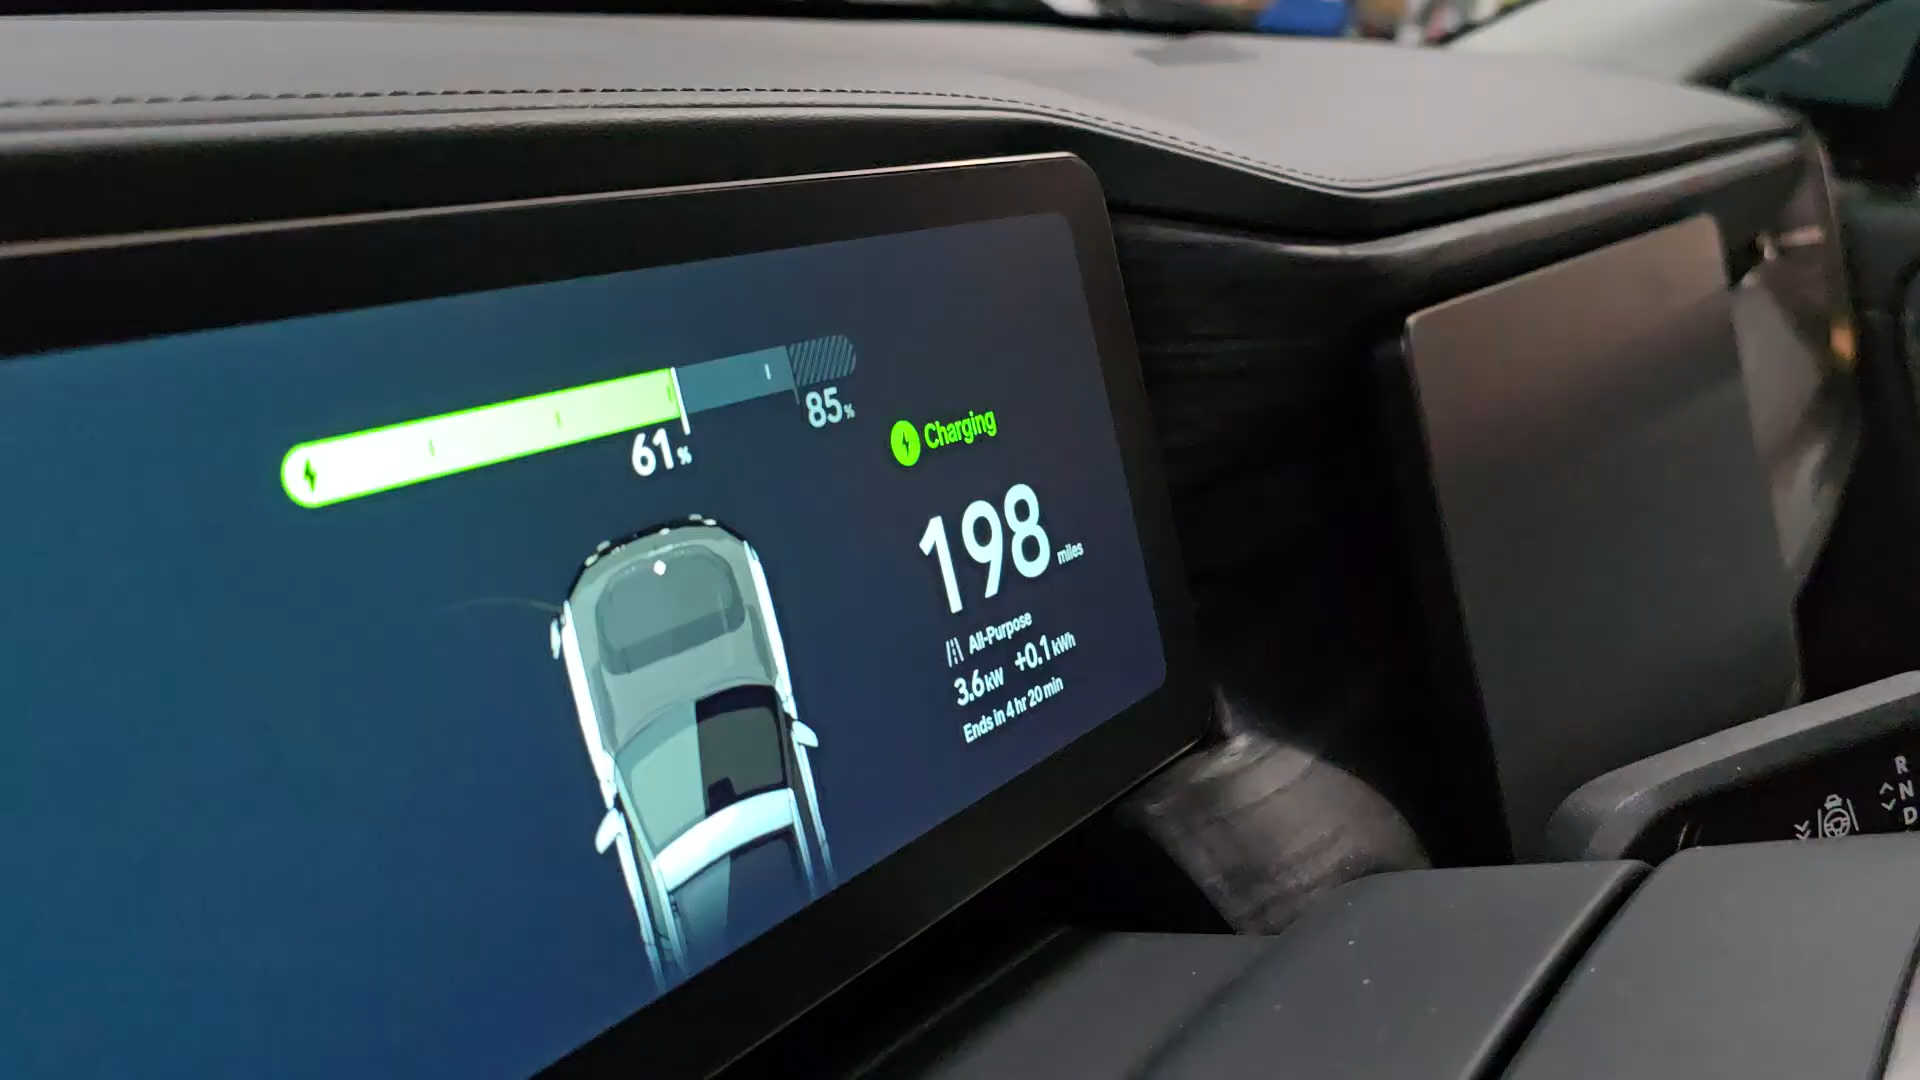 61%
85%
Charging
198 miles
All-Purpose
3.6 kW +0.1 kWh
Ends in 4 hr 20 min
R
N
D